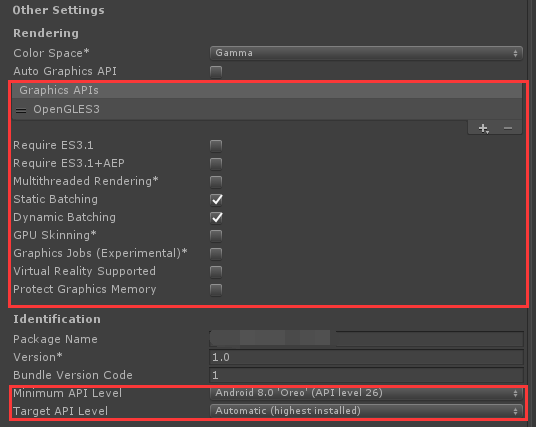 Other Settings
Rendering
Color Space* Gamma
Auto Graphics API
Graphics APIs
OpenGLES3
Require ES3.1
Require ES3.1+AEP
Multithreaded Rendering*
Static Batching
Dynamic Batching
GPU Skinning*
Graphics Jobs (Experimental)*
Virtual Reality Supported
Protect Graphics Memory
Identification
Package Name
Version* 1.0
Bundle Version Code 1
Minimum API Level Android 8.0 'Oreo' (API level 26)
Target API Level Automatic (highest installed)